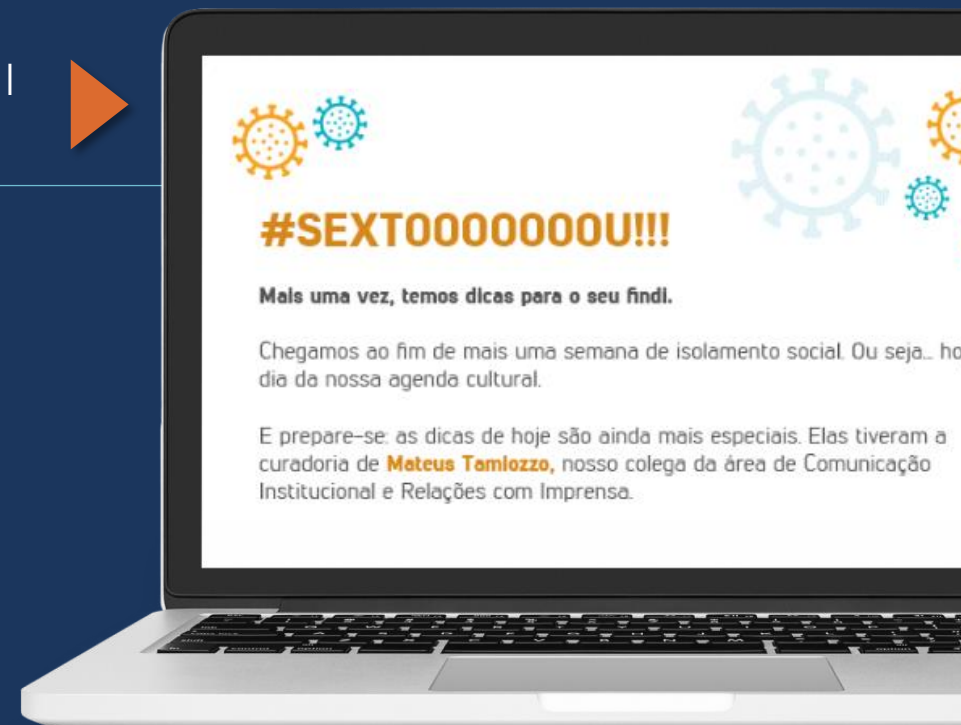 #SEXTOOOOOOOU!!!
Mais uma vez, temos dicas para o seu findi.
Chegamos ao fim de mais uma semana de isolamento social. Ou seja...
dia da nossa agenda cultural.
E prepare-se: as dicas de hoje são ainda mais especiais. Elas tiveram a
curadoria de Mateus Tamiozzo, nosso colega da área de Comunicação
Institucional e Relações com Imprensa.